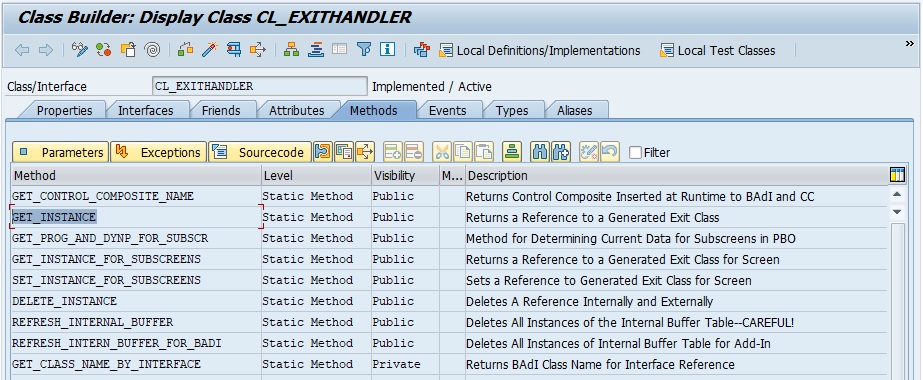 Class Builder: Display Class CL_EXITHANDLER
Local Definitions/Implementations Local Test Classes
Class/Interface CL_EXITHANDLER Implemented / Active
Properties Interfaces Friends Attributes Methods Events Types Aliases
Parameters Exceptions Sourcecode Filter
Method Level Visibility M... Description
GET_CONTROL_COMPOSITE_NAME Static Method Public Returns Control Composite Inserted at Runtime to BAdI and CC
GET_INSTANCE Static Method Public Returns a Reference to a Generated Exit Class
GET_PROG_AND_DYNP_FOR_SUBSCR Static Method Public Method for Determining Current Data for Subscreens in PBO
GET_INSTANCE_FOR_SUBSCREENS Static Method Public Returns a Reference to a Generated Exit Class for Screen
SET_INSTANCE_FOR_SUBSCREENS Static Method Public Sets a Reference to Generated Exit Class for Screen
DELETE_INSTANCE Static Method Public Deletes A Reference Internally and Externally
REFRESH_INTERNAL_BUFFER Static Method Public Deletes All Instances of the Internal Buffer Table--CAREFUL!
REFRESH_INTERN_BUFFER_FOR_BADI Static Method Public Deletes All Instances of Internal Buffer Table for Add-In
GET_CLASS_NAME_BY_INTERFACE Static Method Private Returns BAdI Class Name for Interface Reference